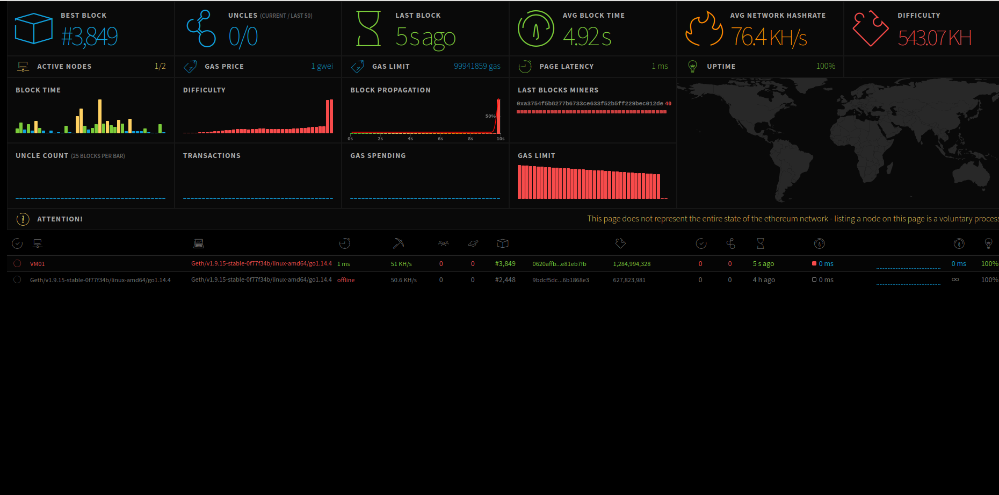 BEST BLOCK
#3,849
UNCLES (CURRENT / LAST 50)
0/0
LAST BLOCK
5 s ago
AVG BLOCK TIME
4.92 s
AVG NETWORK HASHRATE
76.4 KH/s
DIFFICULTY
543.07 KH
ACTIVE NODES 1/2
GAS PRICE 1 gwei
GAS LIMIT 99941859 gas
PAGE LATENCY 1 ms
UPTIME 100%
BLOCK TIME
DIFFICULTY
BLOCK PROPAGATION
50%
0s 2s 4s 6s 8s 10s
LAST BLOCKS MINERS
0xa3754f5b8277b6733ce633f52b5ff229bec012de 40
UNCLE COUNT (25 BLOCKS PER BAR)
TRANSACTIONS
GAS SPENDING
GAS LIMIT
ATTENTION! This page does not represent the entire state of the ethereum network - listing a node on this page is a voluntary process
VM01 Geth/v1.9.15-stable-0f77f34b/linux-amd64/go1.14.4 1 ms 51 KH/s 0 0 #3,849 0620affb...e81eb7fb 1,284,994,328 0 0 5 s ago 0 ms 0 ms 100%
Geth/v1.9.15-stable-0f77f34b/linux-amd64/go1.14.4 Geth/v1.9.15-stable-0f77f34b/linux-amd64/go1.14.4 offline 50.6 KH/s 0 0 #2,448 9bdcf5dc...6b1868e3 627,823,981 0 0 4 h ago 0 ms ∞ 100%